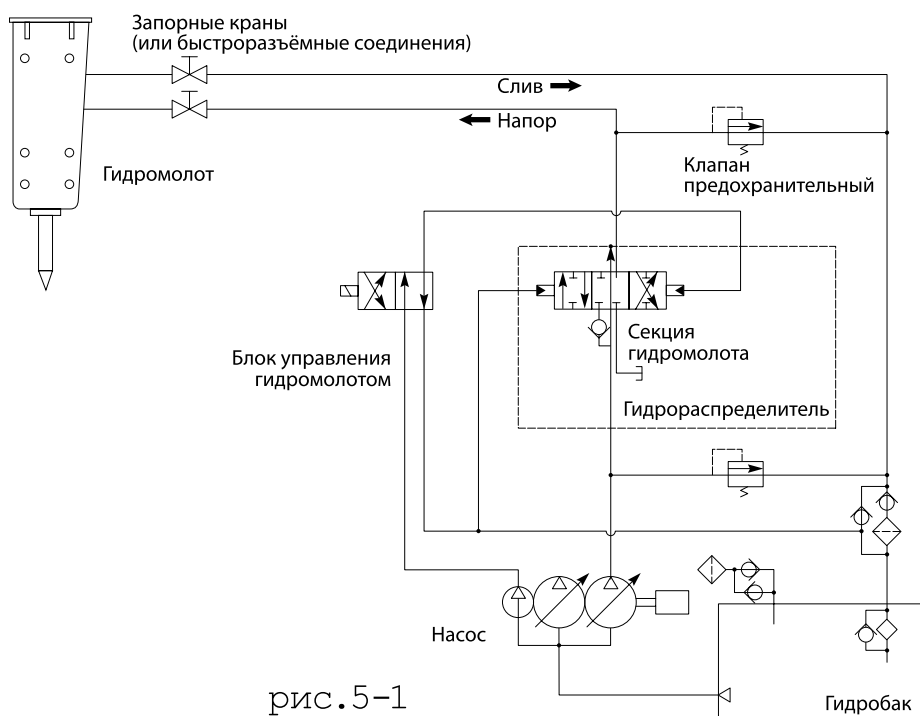 Запорные краны
(или быстроразъёмные соединения)
Слив
Напор
Клапан
предохранительный
Гидромолот
Секция
гидромолота
Блок управления
гидромолотом
Гидрораспределитель
Насос
рис.5-1
Гидробак